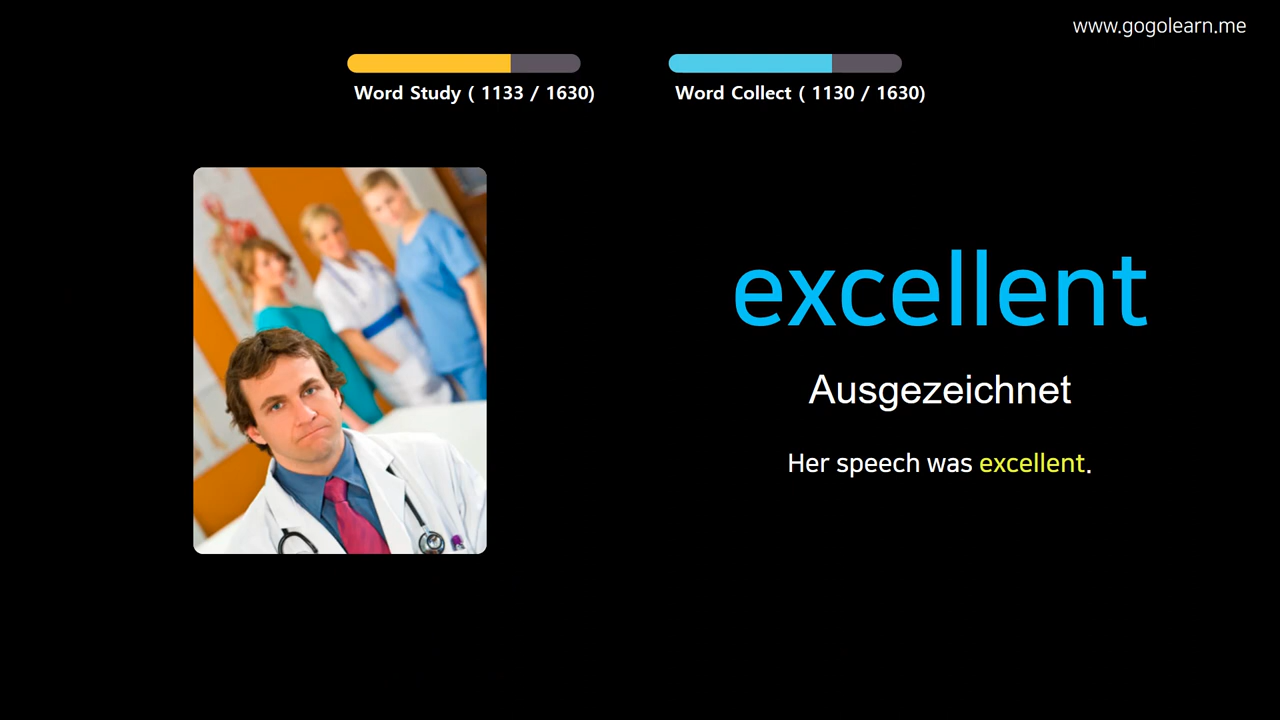 www.gogolearn.me
Word Study ( 1133 / 1630)
Word Collect ( 1130 / 1630)
excellent
Ausgezeichnet
Her speech was excellent.